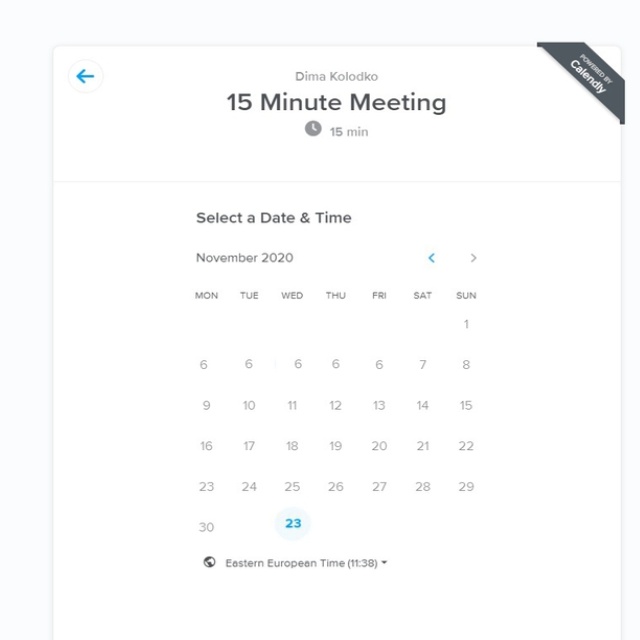 POWERED BY
Calendly
Dima Kolodko
15 Minute Meeting
15 min
Select a Date & Time
November 2020
MON TUE WED THU FRI SAT SUN
1
6 6 6 6 6 7 8
9 10 11 12 13 14 15
16 17 18 19 20 21 22
23 24 25 26 27 28 29
30 23
Eastern European Time (11:38)